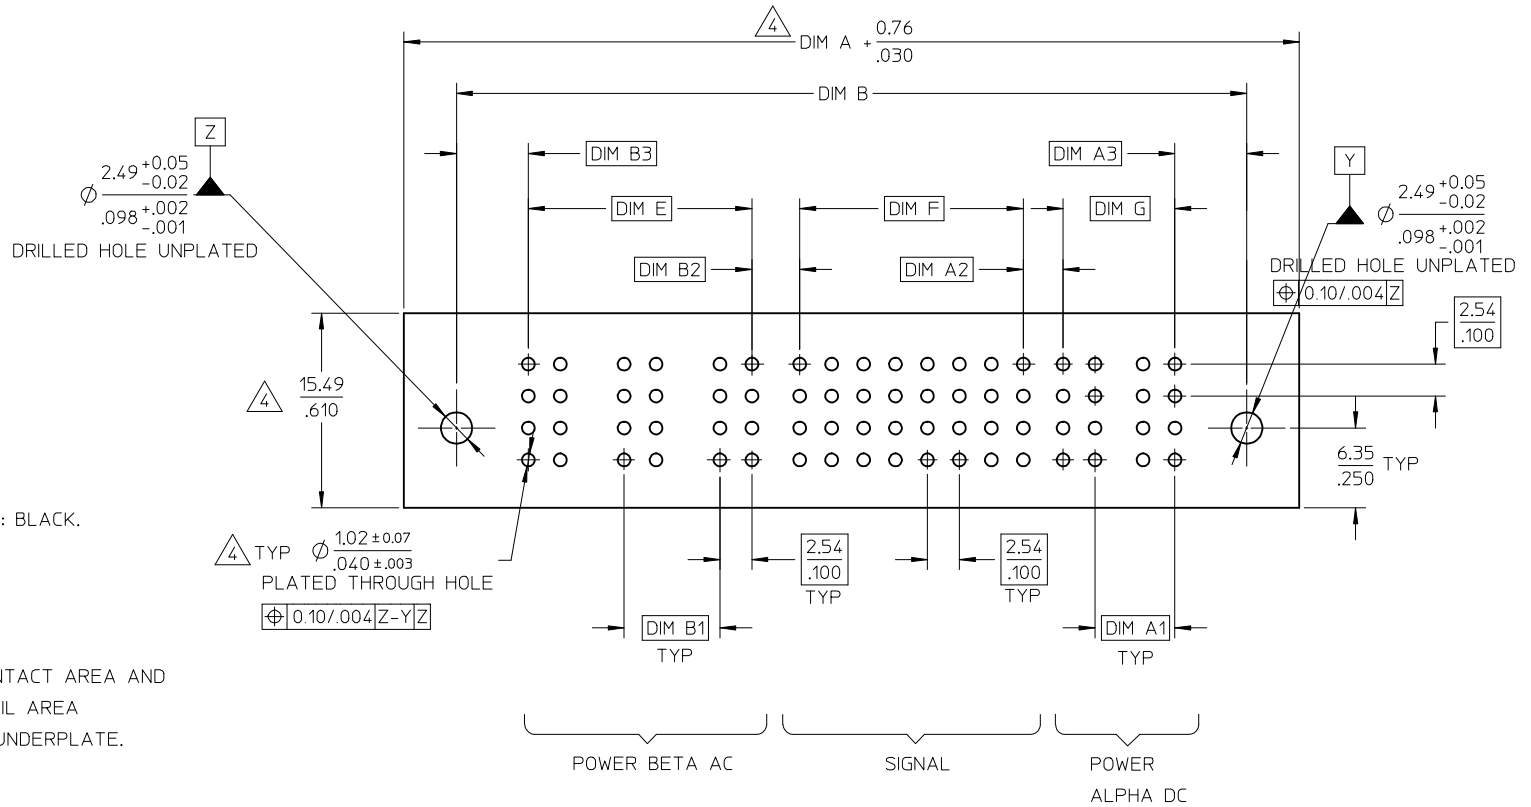 4
DIM A + 0.76
.030
DIM B
Z
DIM B3
DIM A3
Y
Ø 2.49 +0.05
-0.02
.098 +.002
-.001
DRILLED HOLE UNPLATED
Ø 2.49 +0.05
-0.02
.098 +.002
-.001
DRILLED HOLE UNPLATED
⌖ 0.10/.004 Z
DIM E
DIM F
DIM G
DIM B2
DIM A2
2.54
.100
4
15.49
.610
6.35
.250
TYP
: BLACK.
4 TYP Ø 1.02 ±0.07
.040 ±.003
PLATED THROUGH HOLE
⌖ 0.10/.004 Z-Y Z
2.54
.100
TYP
2.54
.100
TYP
DIM B1
TYP
DIM A1
TYP
NTACT AREA AND
IL AREA
UNDERPLATE.
POWER BETA AC
SIGNAL
POWER
ALPHA DC